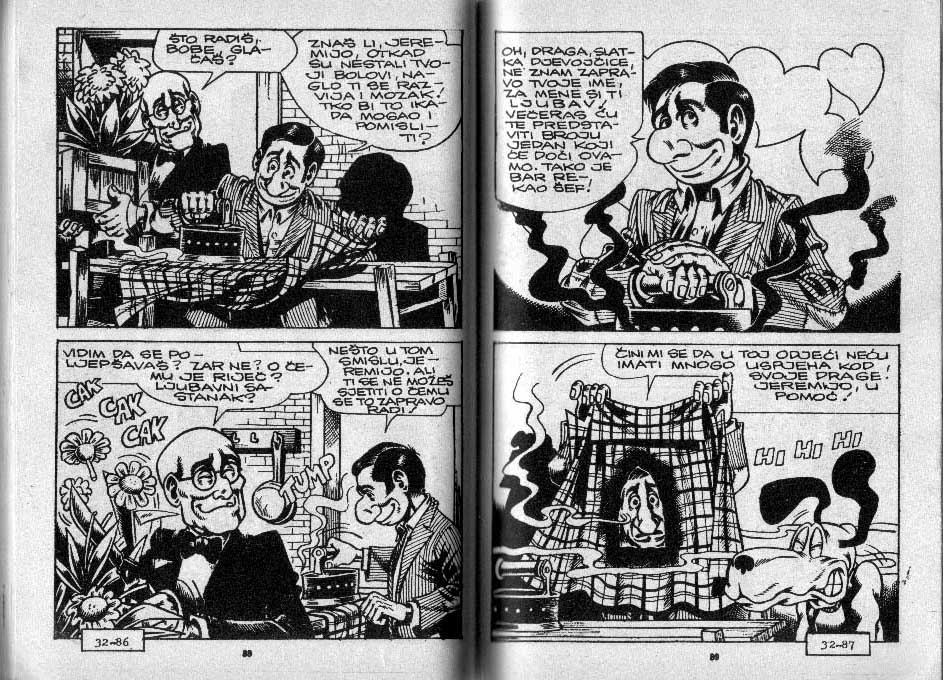 ŠTO RADIŠ,
BOBE, GLA-
ČAŠ?
ZNAŠ LI, JERE-
MIJO, OTKAD
SU NESTALI TVO-
JI BOLOVI, NA-
GLO TI SE RAZ-
VIJA I MOZAK!
TKO BI TO IKA-
DA MOGAO I
POMISLI-
TI?
VIDIM DA SE PO-
LJEPŠAVAŠ? ZAR NE? O ČE-
MU JE RIJEČ?
LJUBAVNI SA-
STANAK?
NEŠTO U TOM
SMISLU, JE-
REMIJO. ALI
TI SE NE MOŽEŠ
SJETITI O ČEMU
SE TO ZAPRAVO
RADI!
CAK
CAK
CAK
TUMP
32-86
88
OH, DRAGA, SLAT-
KA DJEVOJČICE,
NE ZNAM ZAPRA-
VO TVOJE IME,
ZA MENE SI TI
LJUBAV!
VEČERAS ĆU
TE PREDSTA-
VITI BROJU
JEDAN KOJI
ĆE DOĆI OVA-
MO. TAKO JE
BAR RE-
KAO ŠEF!
ČINI MI SE DA U TOJ ODJEĆI NEĆU
IMATI MNOGO USPJEHA KOD
SVOJE DRAGE!
JEREMIJO, U
POMOĆ!
HI HI HI
32-87
89